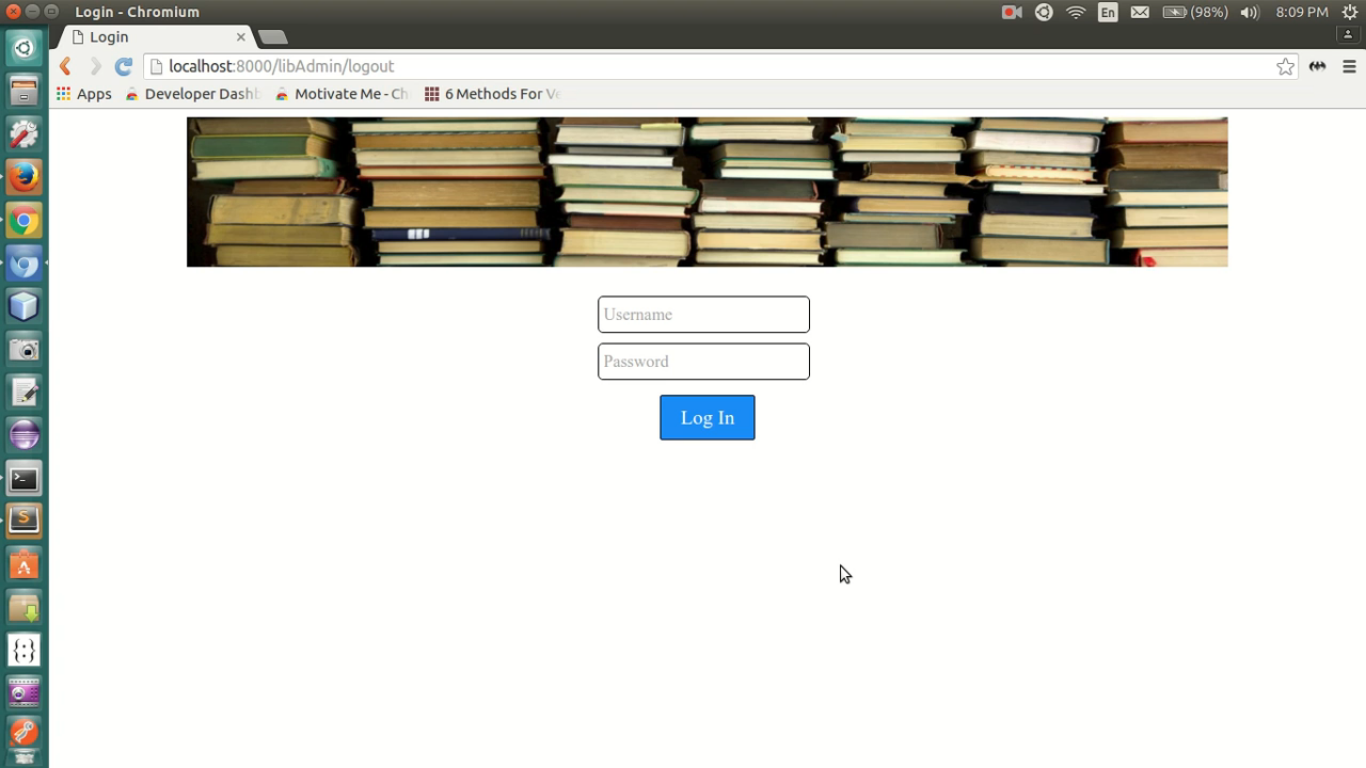 Login - Chromium
En
(98%)
8:09 PM
Login
localhost:8000/libAdmin/logout
Apps
Developer Dashb
Motivate Me - Ch
6 Methods For Ve
Username
Password
Log In